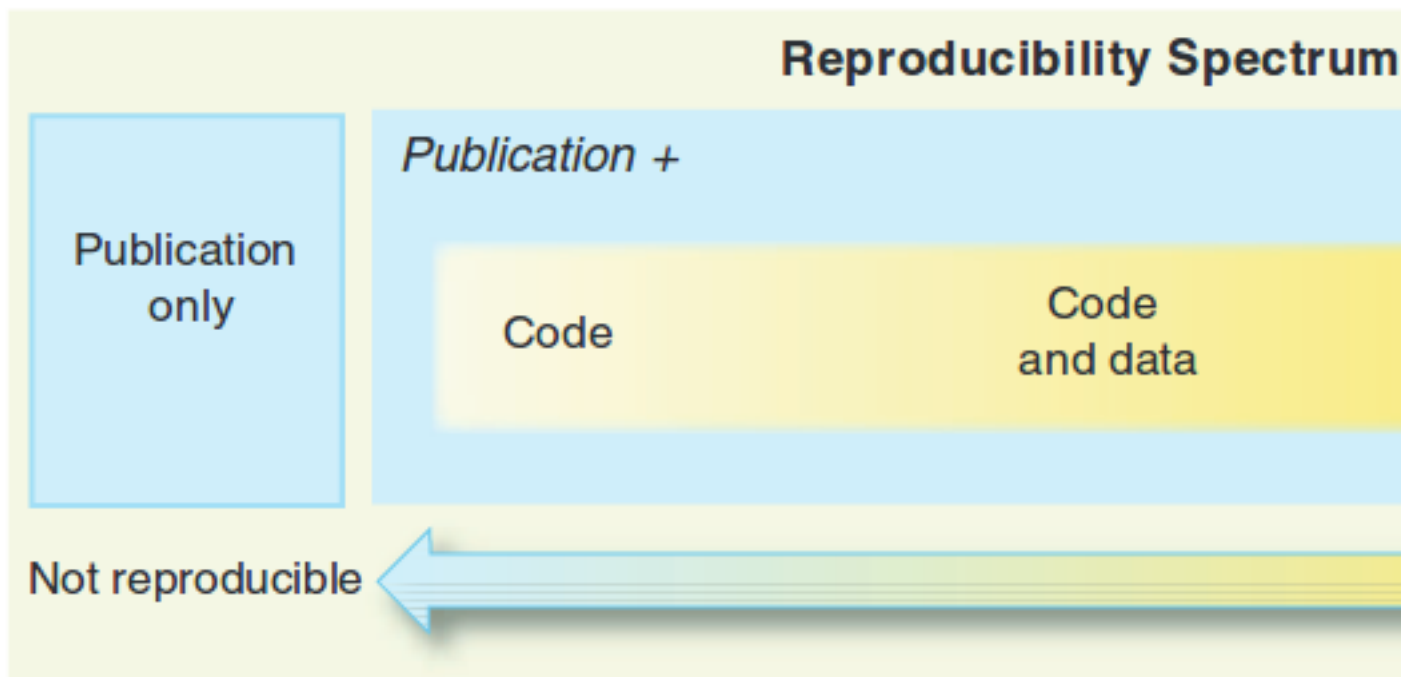 Reproducibility Spectrum
Publication +
Publication
only
Code
Code
and data
Not reproducible